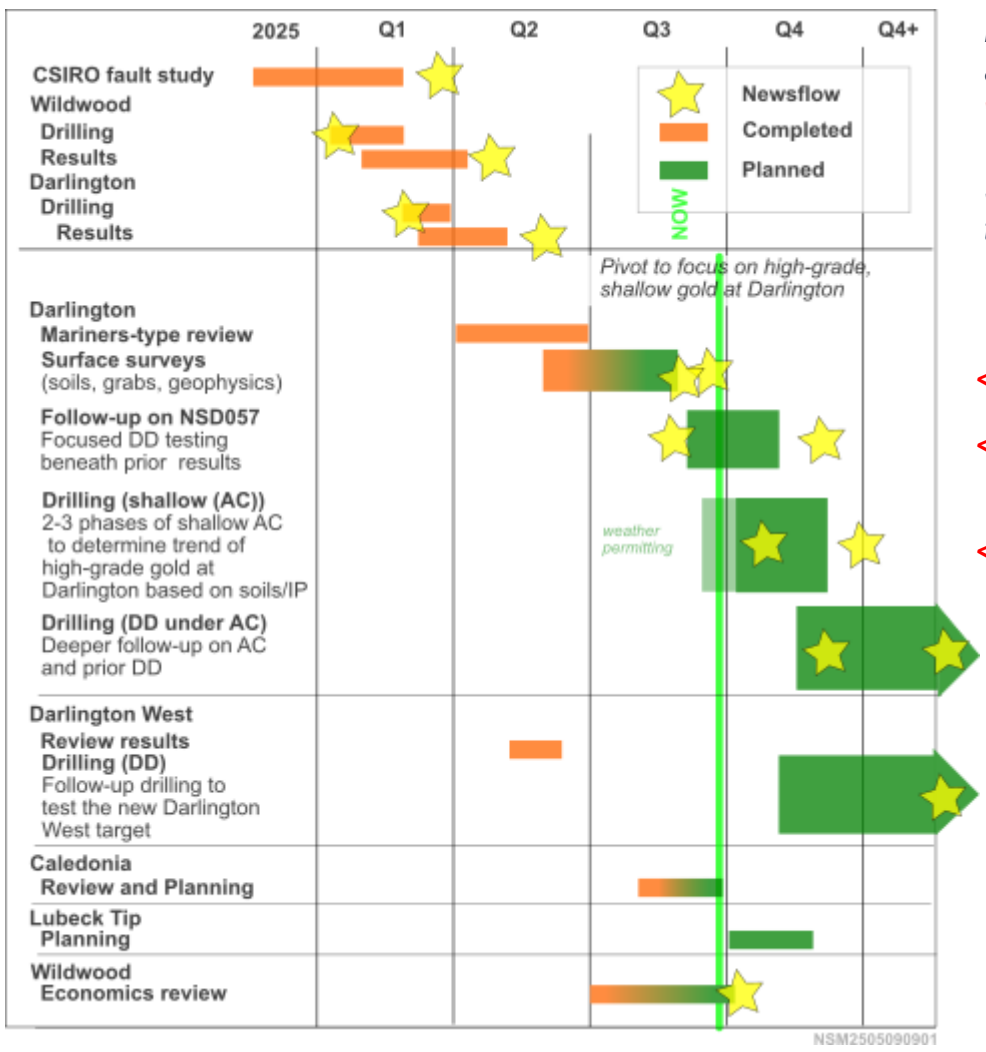 2025 Q1 Q2 Q3 Q4 Q4+
CSIRO fault study
Wildwood
Drilling
Results
Darlington
Drilling
Results
Newsflow
Completed
Planned
NOW
Pivot to focus on high-grade,
shallow gold at Darlington
Darlington
Mariners-type review
Surface surveys
(soils, grabs, geophysics)
Follow-up on NSD057
Focused DD testing
beneath prior results
Drilling (shallow (AC))
2-3 phases of shallow AC
to determine trend of
high-grade gold at
Darlington based on soils/IP
weather
permitting
Drilling (DD under AC)
Deeper follow-up on AC
and prior DD
Darlington West
Review results
Drilling (DD)
Follow-up drilling to
test the new Darlington
West target
Caledonia
Review and Planning
Lubeck Tip
Planning
Wildwood
Economics review
NSM2505090901
<
<
<